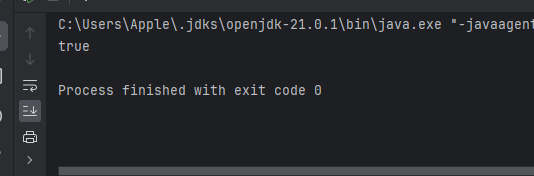 C:\Users\Apple\.jdks\openjdk-21.0.1\bin\java.exe "-javaagent
true
Process finished with exit code 0